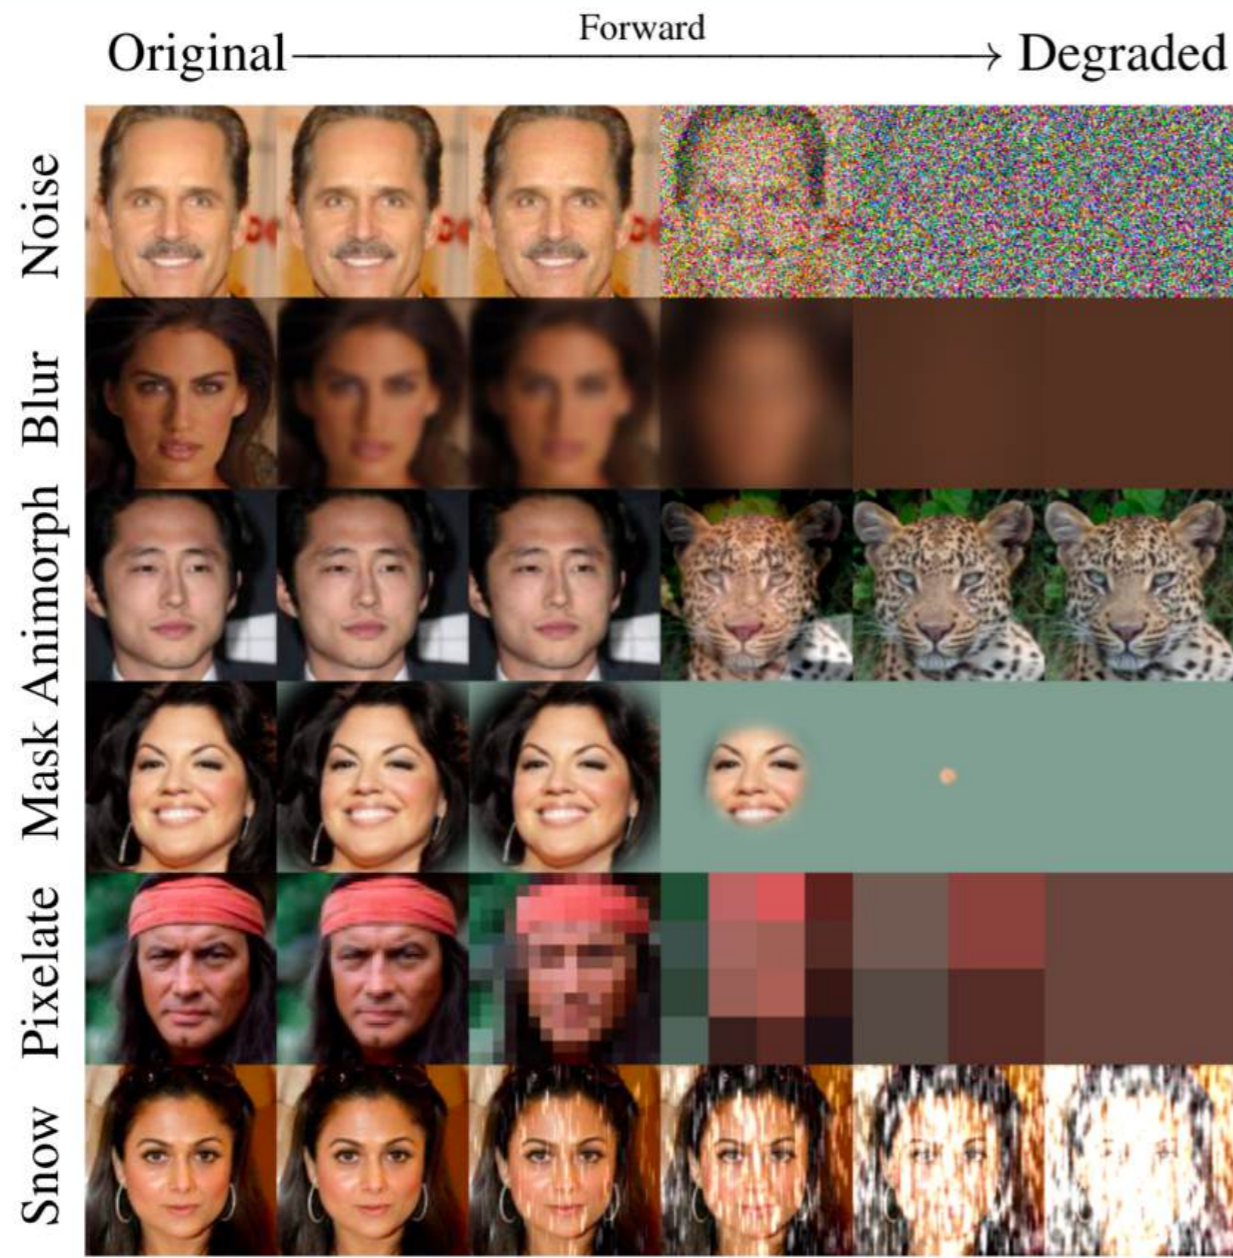 Original Forward Degraded
Noise
Blur
Animorph
Mask
Pixelate
Snow